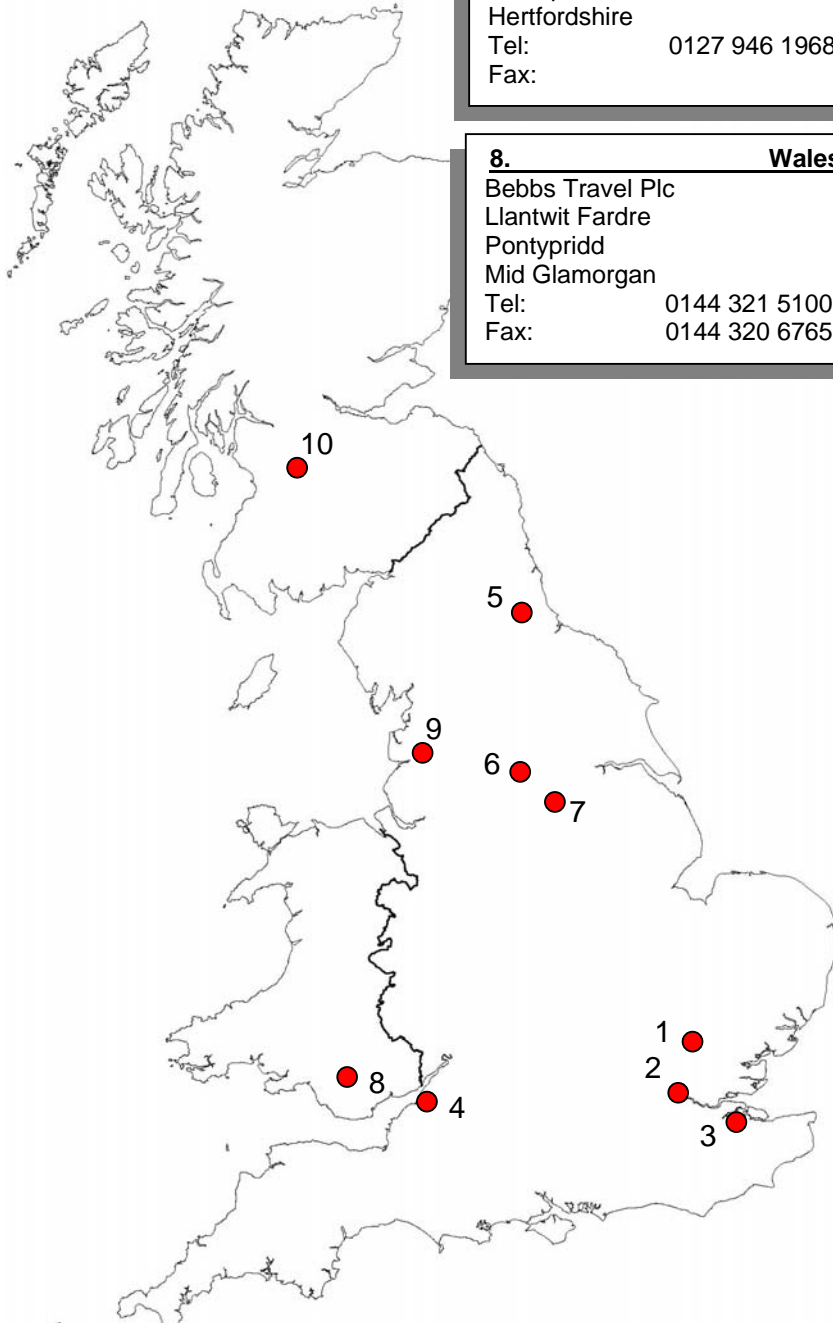 Hertfordshire
Tel: 0127 946 1968
Fax:
8. Wales
Bebbs Travel Plc
Llantwit Fardre
Pontypridd
Mid Glamorgan
Tel: 0144 321 5100
Fax: 0144 320 6765
10
5
9
6
7
1
2
8
4
3